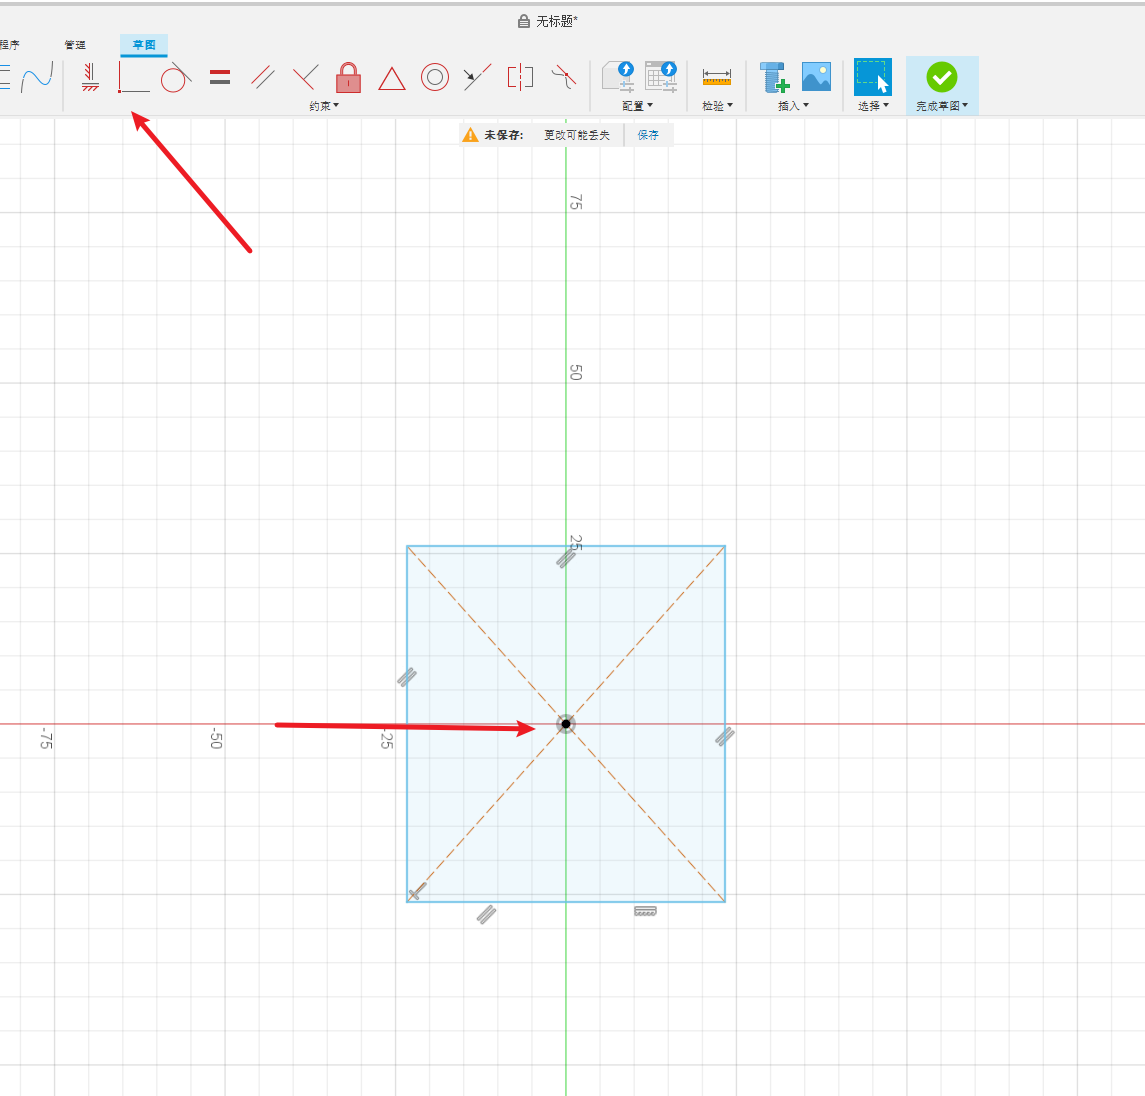 无标题*
程序 管理 草图
约束▾ 配置▾ 检验▾ 插入▾ 选择▾ 完成草图▾
未保存: 更改可能丢失 保存
75
50
25
-75 -50 -25